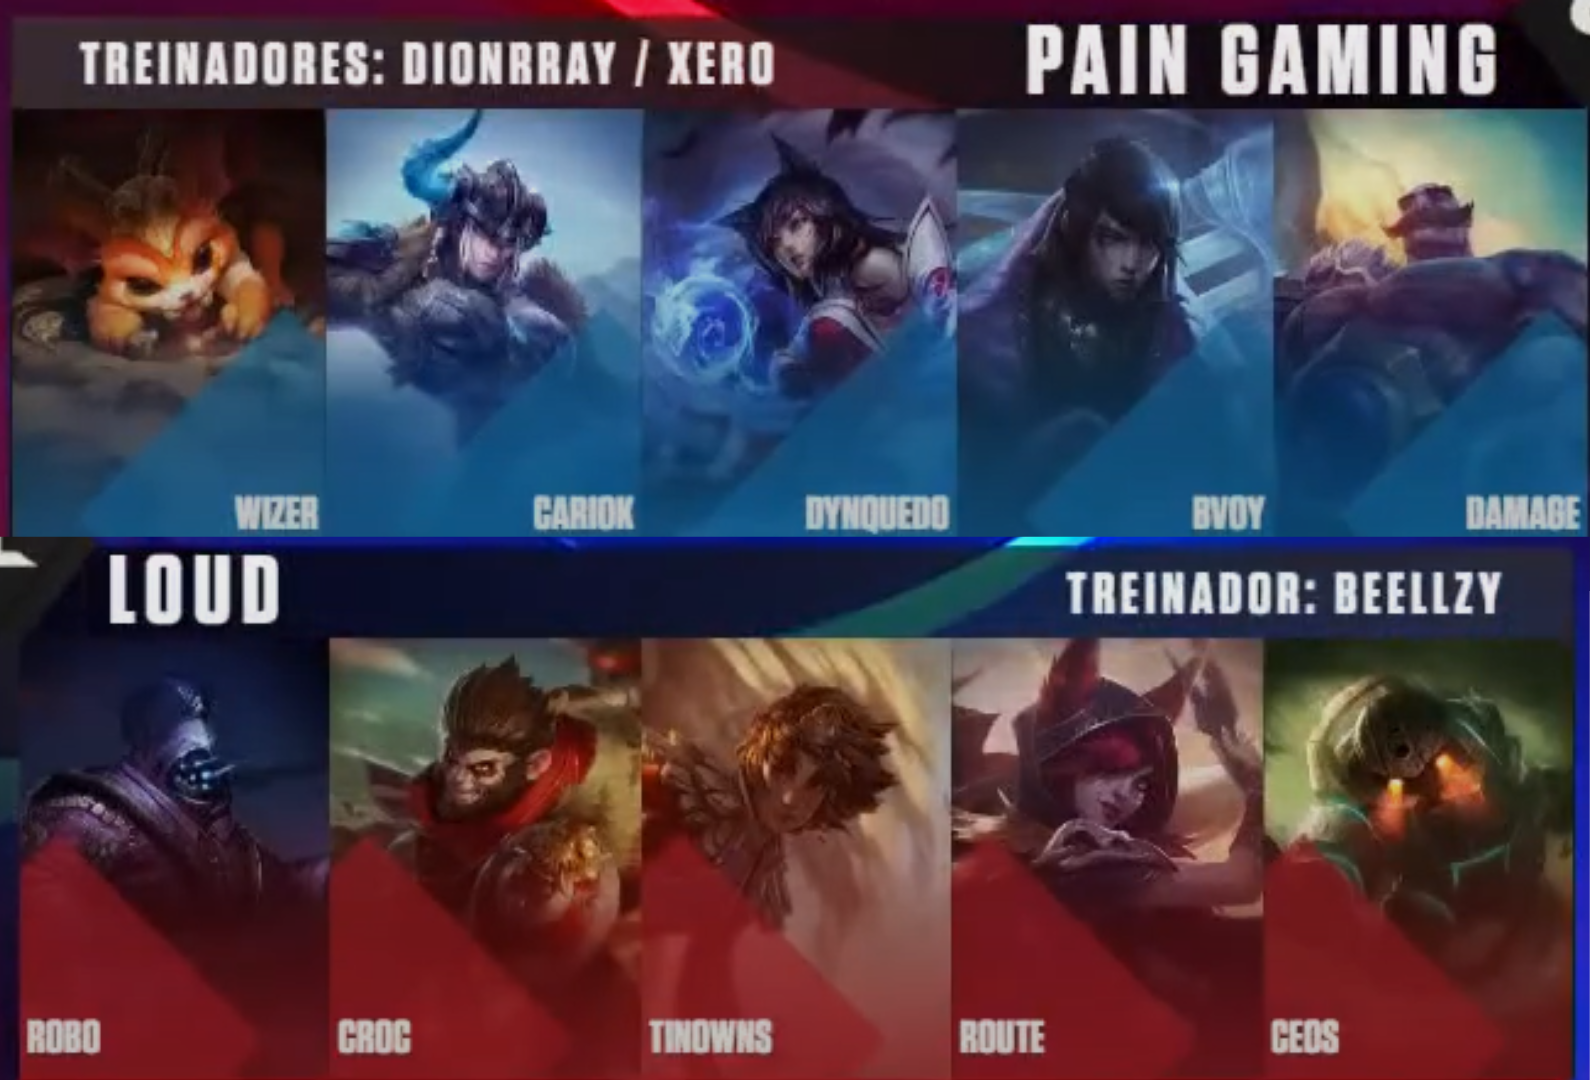 TREINADORES: DIONRRAY / XERO
PAIN GAMING
WIZER
CARIOK
DYNQUEDO
BVOY
DAMAGE
LOUD
TREINADOR: BEELLZY
ROBO
CROC
TINOWNS
ROUTE
CEOS